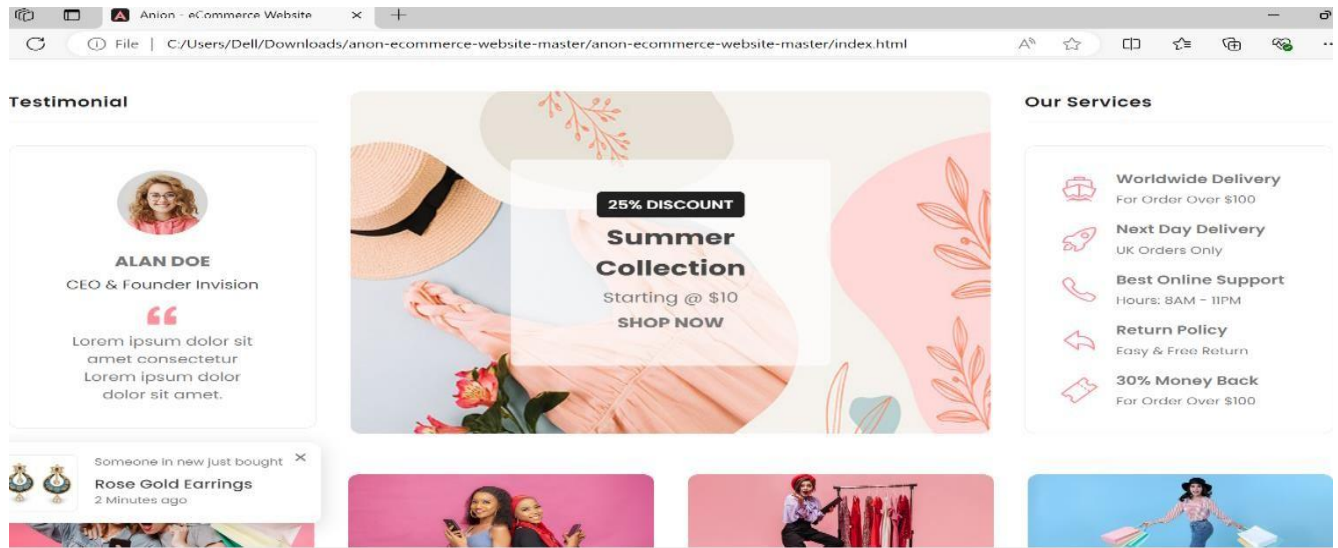 Anion - eCommerce Website
File | C:/Users/Dell/Downloads/anon-ecommerce-website-master/anon-ecommerce-website-master/index.html
Testimonial
ALAN DOE
CEO & Founder Invision
Lorem ipsum dolor sit
amet consectetur
Lorem ipsum dolor
dolor sit amet.
25% DISCOUNT
Summer
Collection
Starting @ $10
SHOP NOW
Our Services
Worldwide Delivery
For Order Over $100
Next Day Delivery
UK Orders Only
Best Online Support
Hours: 8AM - 11PM
Return Policy
Easy & Free Return
30% Money Back
For Order Over $100
Someone in new just bought
Rose Gold Earrings
2 Minutes ago